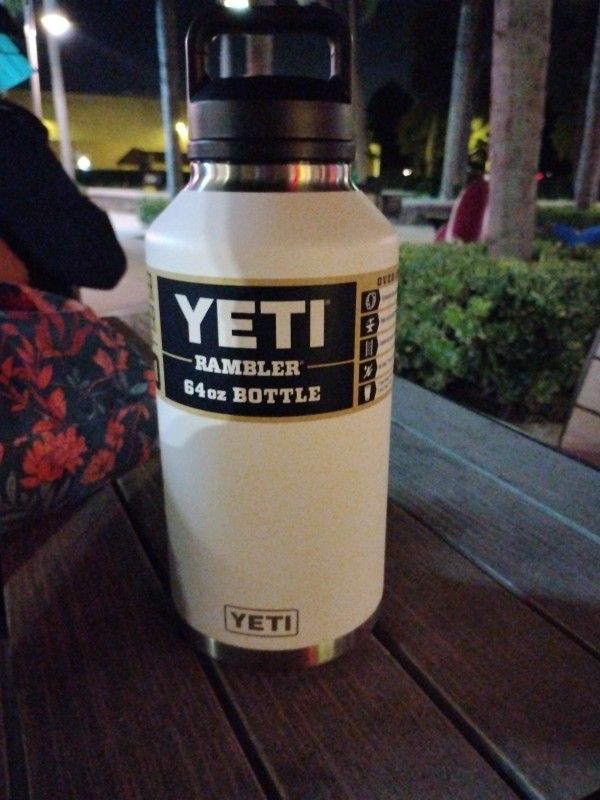 YETI
RAMBLER
64oz BOTTLE
YETI